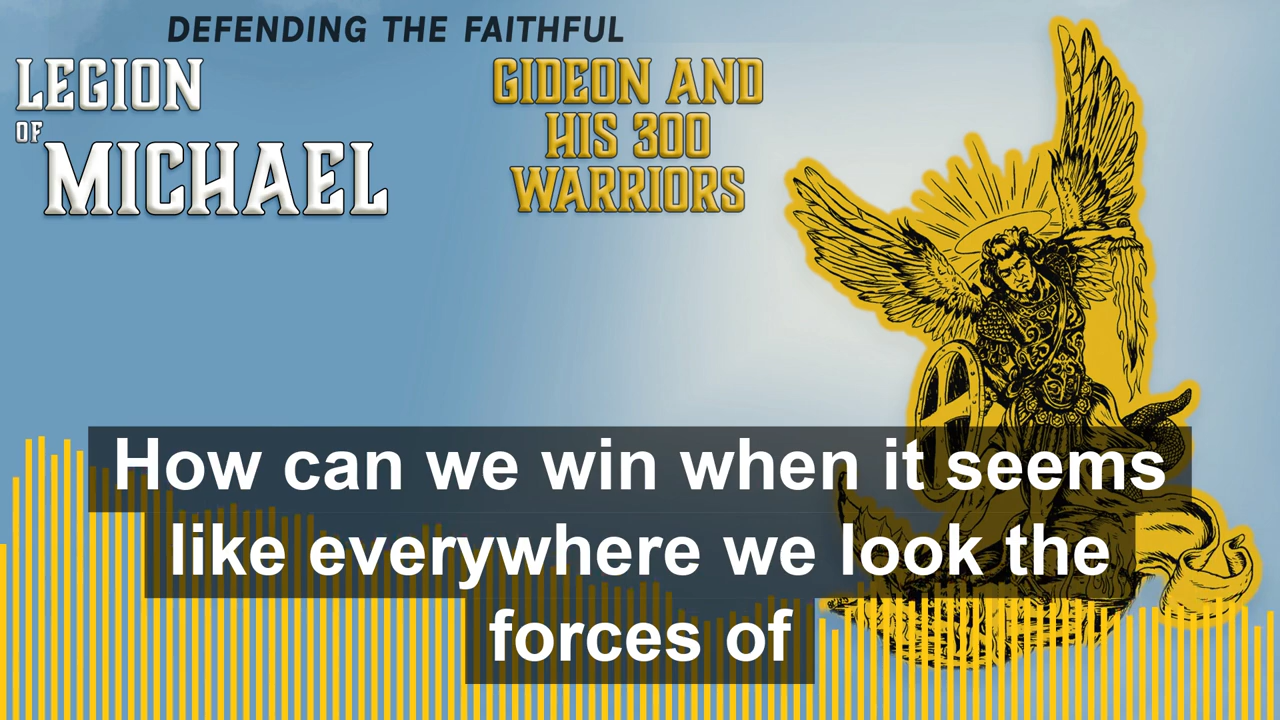 DEFENDING THE FAITHFUL
LEGION
OF
MICHAEL
GIDEON AND
HIS 300
WARRIORS
How can we win when it seems
like everywhere we look the
forces of